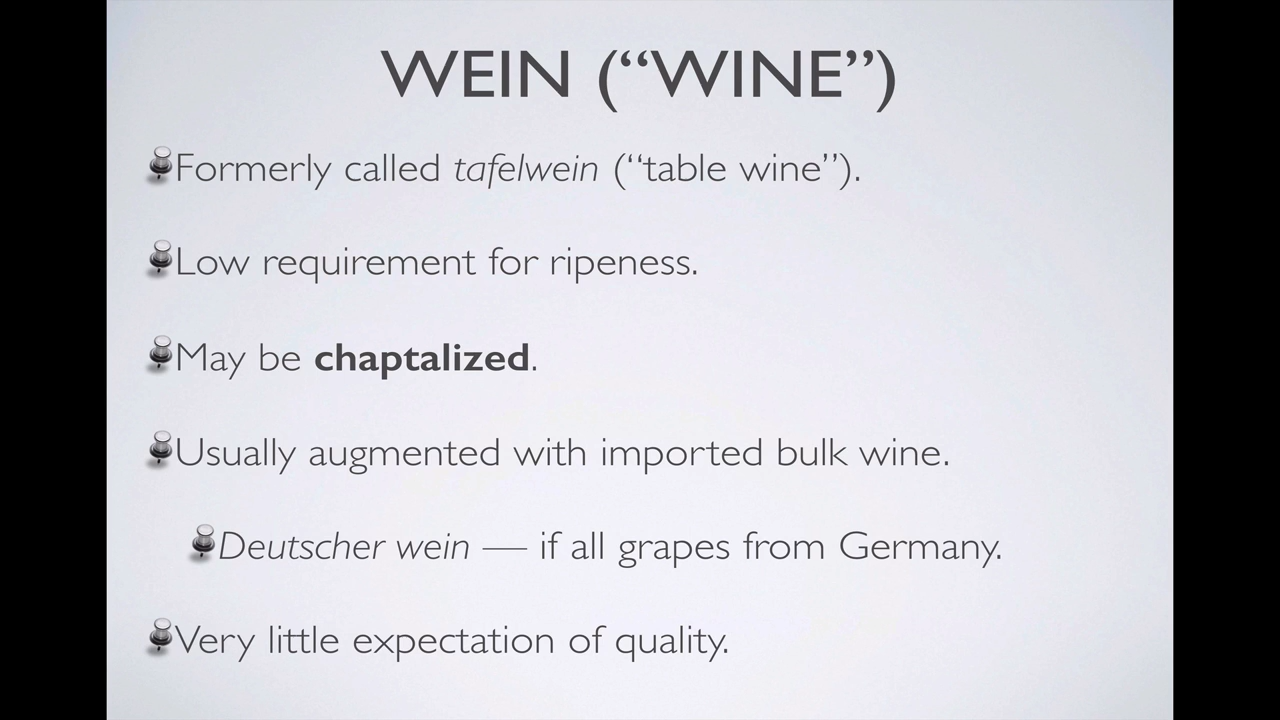 WEIN (“WINE”)
Formerly called tafelwein (“table wine”).
Low requirement for ripeness.
May be chaptalized.
Usually augmented with imported bulk wine.
Deutscher wein — if all grapes from Germany.
Very little expectation of quality.